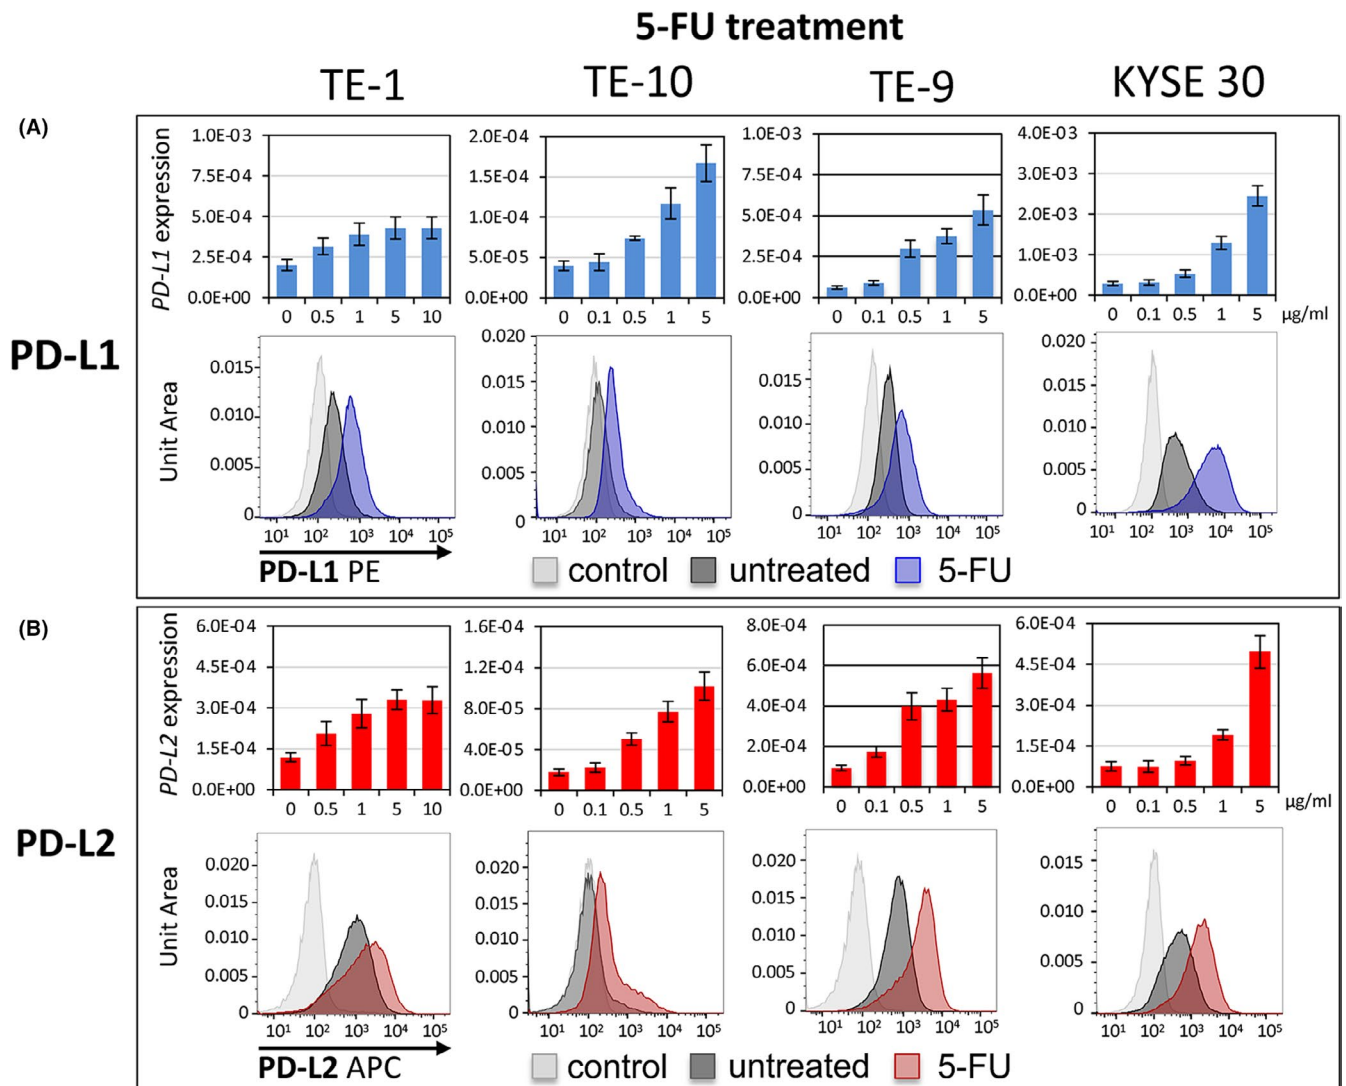 5-FU treatment
TE-1 TE-10 TE-9 KYSE 30
(A)
PD-L1 expression
1.0E-03 2.0E-04 1.0E-03 4.0E-03
7.5E-04 1.5E-04 7.5E-04 3.0E-03
5.0E-04 1.0E-04 5.0E-04 2.0E-03
2.5E-04 5.0E-05 2.5E-04 1.0E-03
0.0E+00 0.0E+00 0.0E+00 0.0E+00
0 0.5 1 5 10 0 0.1 0.5 1 5 0 0.1 0.5 1 5 0 0.1 0.5 1 5 µg/ml
PD-L1
Unit Area
0.015 0.010 0.005 0
0.020 0.015 0.010 0.005 0
0.015 0.010 0.005 0
0.020 0.015 0.010 0.005 0
10¹ 10² 10³ 10⁴ 10⁵ 10¹ 10² 10³ 10⁴ 10⁵ 10¹ 10² 10³ 10⁴ 10⁵ 10¹ 10² 10³ 10⁴ 10⁵
PD-L1 PE
control untreated 5-FU
(B)
PD-L2 expression
6.0E-04 1.6E-04 8.0E-04 6.0E-04
4.5E-04 1.2E-04 6.0E-04 4.5E-04
3.0E-04 8.0E-05 4.0E-04 3.0E-04
1.5E-04 4.0E-05 2.0E-04 1.5E-04
0.0E+00 0.0E+00 0.0E+00 0.0E+00
0 0.5 1 5 10 0 0.1 0.5 1 5 0 0.1 0.5 1 5 0 0.1 0.5 1 5 µg/ml
PD-L2
Unit Area
0.020 0.015 0.010 0.005 0
0.020 0.015 0.010 0.005 0
0.020 0.015 0.010 0.005 0
0.015 0.010 0.005 0
10¹ 10² 10³ 10⁴ 10⁵ 10¹ 10² 10³ 10⁴ 10⁵ 10¹ 10² 10³ 10⁴ 10⁵ 10¹ 10² 10³ 10⁴ 10⁵
PD-L2 APC
control untreated 5-FU